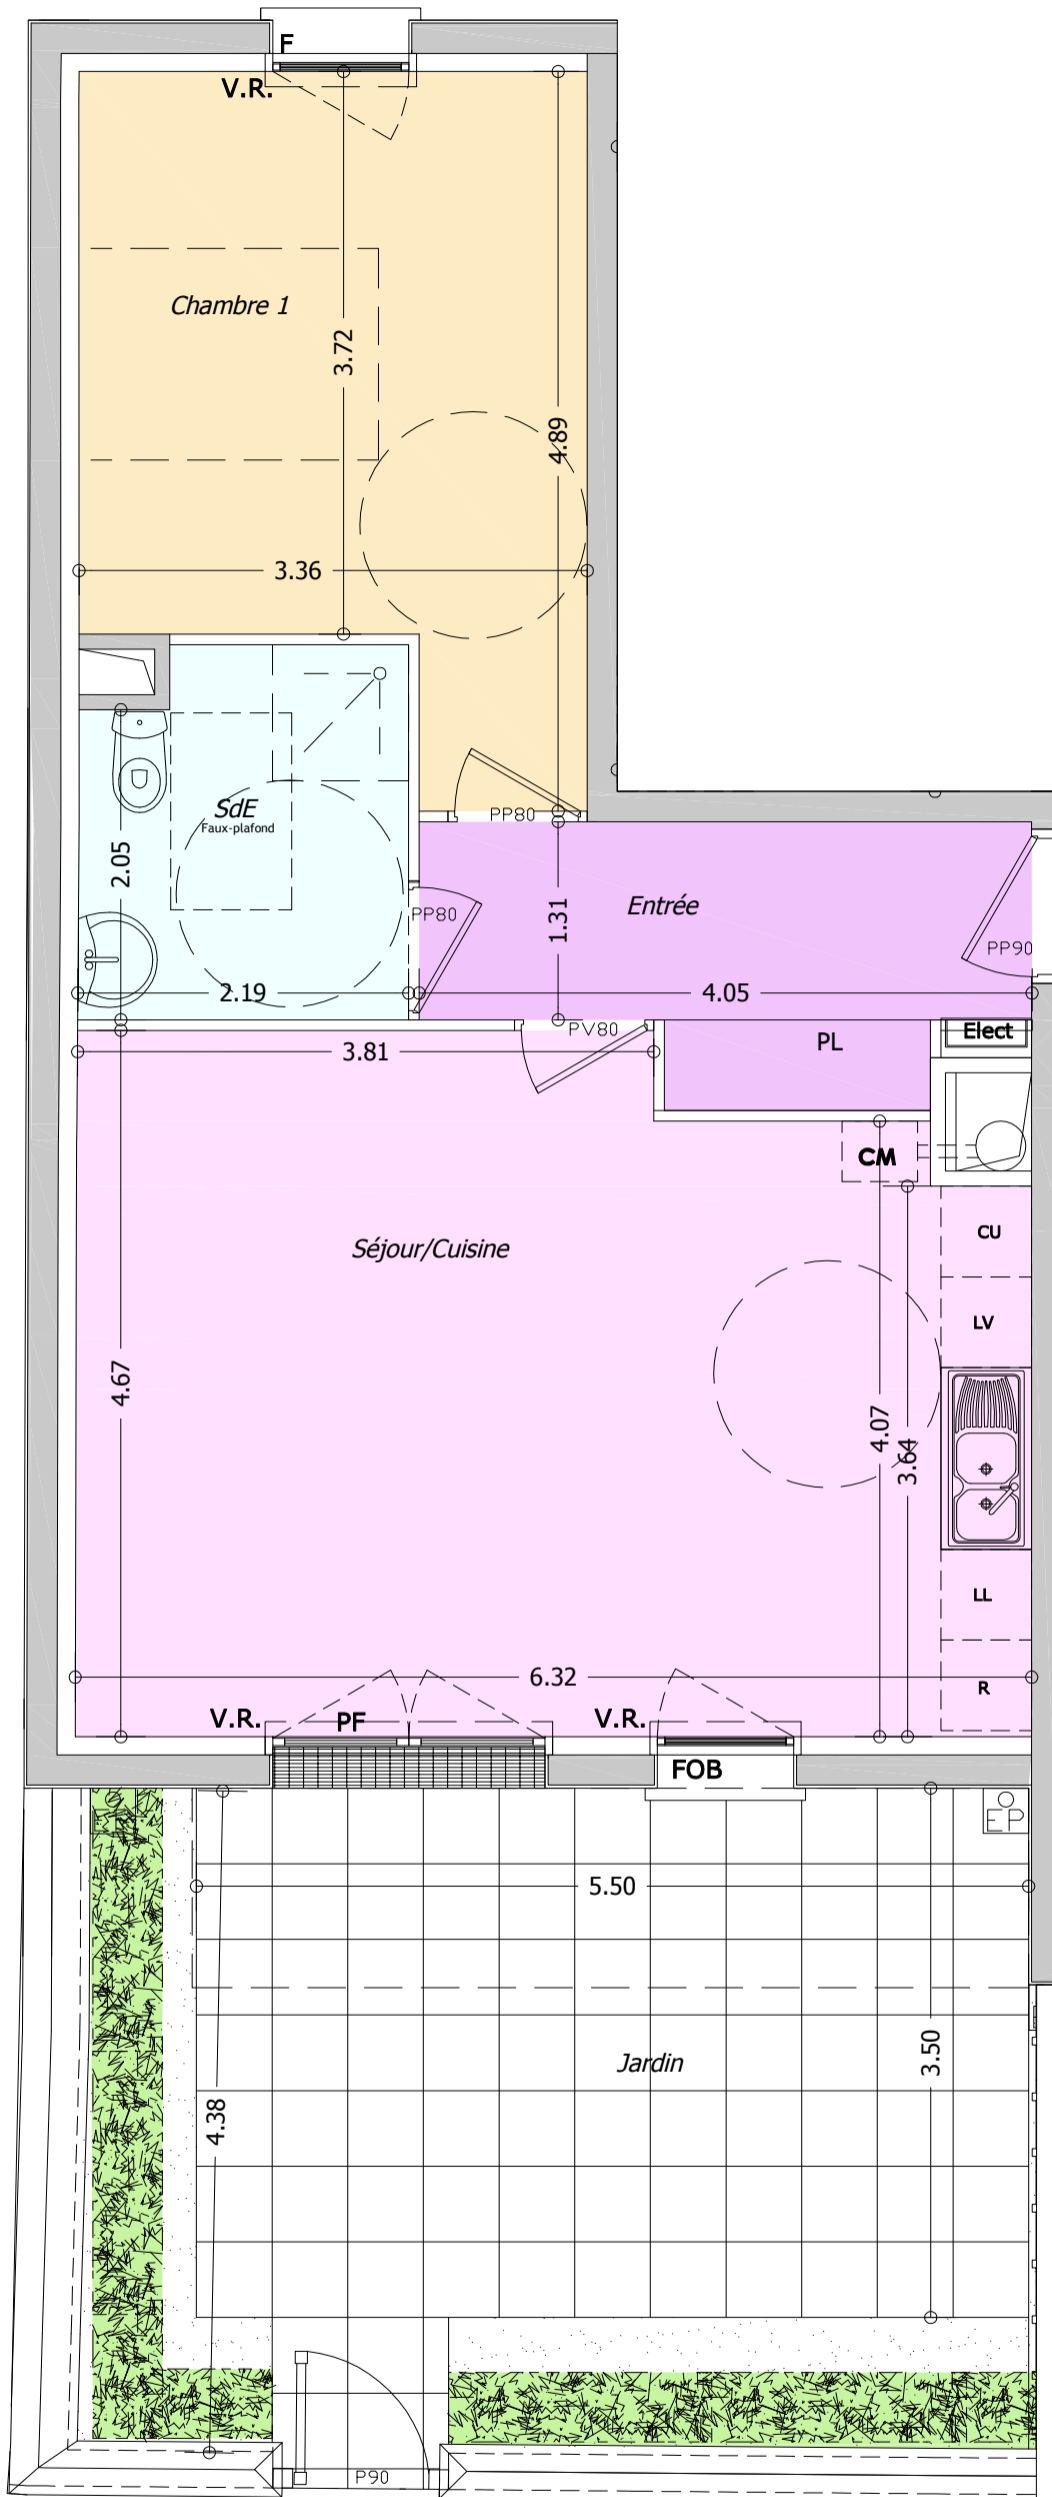 F
V.R.
Chambre 1
3.72
4.89
3.36
SdE
Faux-plafond
2.05
PP80
PP80
Entrée
1.31
PP90
2.19
4.05
PV80
3.81
PL
Elect
CM
CU
Séjour/Cuisine
LV
4.67
4.07
3.64
LL
6.32
R
V.R.
PF
V.R.
FOB
EP
5.50
Jardin
3.50
4.38
P90